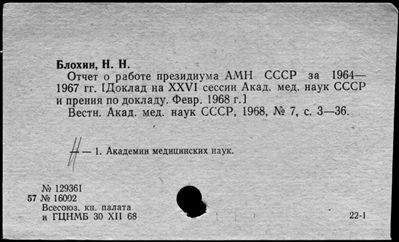 Блохин, Н. Н.
Отчет о работе президиума АМН СССР за 1964—
1967 гг. [Доклад на XXVI сессии Акад. мед. наук СССР
и прения по докладу. Февр. 1968 г.]
Вестн. Акад. мед. наук СССР, 1968, № 7, с. 3—36.
— 1. Академии медицинских наук.
№ 129361
57 № 16002
Всесоюз. кн. палата
и ГЦНМБ 30 XII 68
22-1